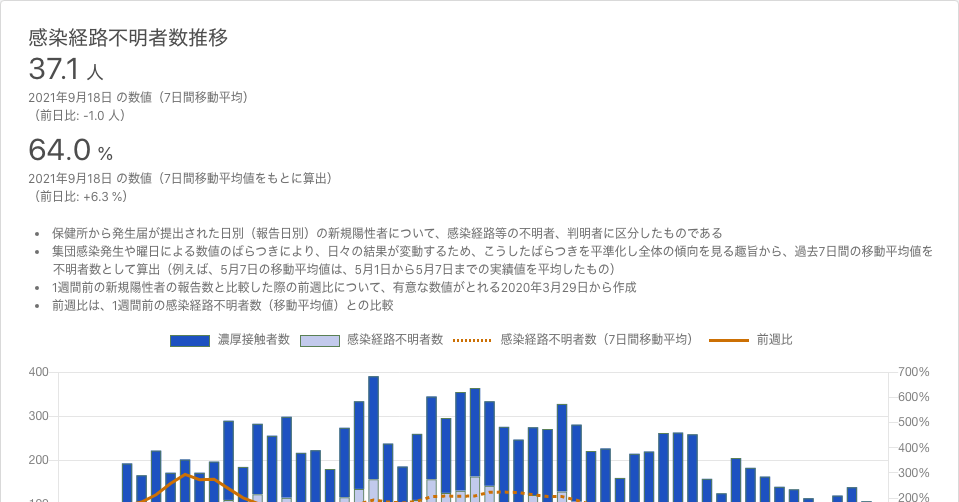 感染経路不明者数推移
37.1 人
2021年9月18日 の数値（7日間移動平均）
（前日比: -1.0 人）
64.0 %
2021年9月18日 の数値（7日間移動平均値をもとに算出）
（前日比: +6.3 %）
• 保健所から発生届が提出された日別（報告日別）の新規陽性者について、感染経路等の不明者、判明者に区分したものである
• 集団感染発生や曜日による数値のばらつきにより、日々の結果が変動するため、こうしたばらつきを平準化し全体の傾向を見る趣旨から、過去7日間の移動平均値を
不明者数として算出（例えば、5月7日の移動平均値は、5月1日から5月7日までの実績値を平均したもの）
• 1週間前の新規陽性者の報告数と比較した際の前週比について、有意な数値がとれる2020年3月29日から作成
• 前週比は、1週間前の感染経路不明者数（移動平均値）との比較
濃厚接触者数 感染経路不明者数 感染経路不明者数（7日間移動平均） 前週比
400 700%
600%
300 500%
400%
200 300%
100 200%